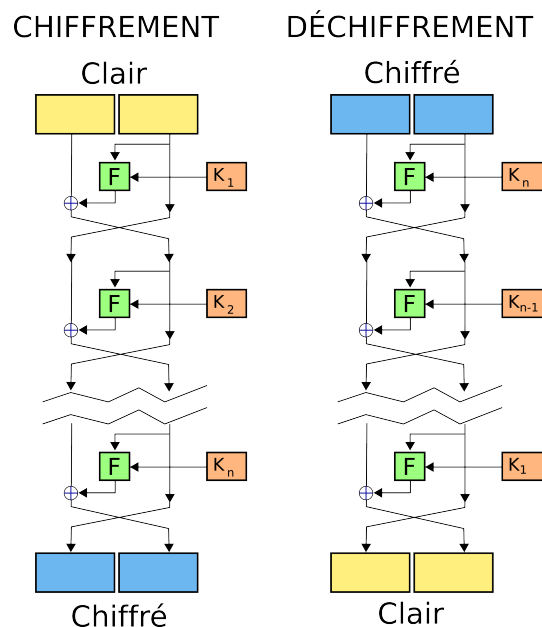 CHIFFREMENT
Clair
F
K1
F
K2
F
Kn
Chiffré
DÉCHIFFREMENT
Chiffré
F
Kn
F
Kn-1
F
K1
Clair